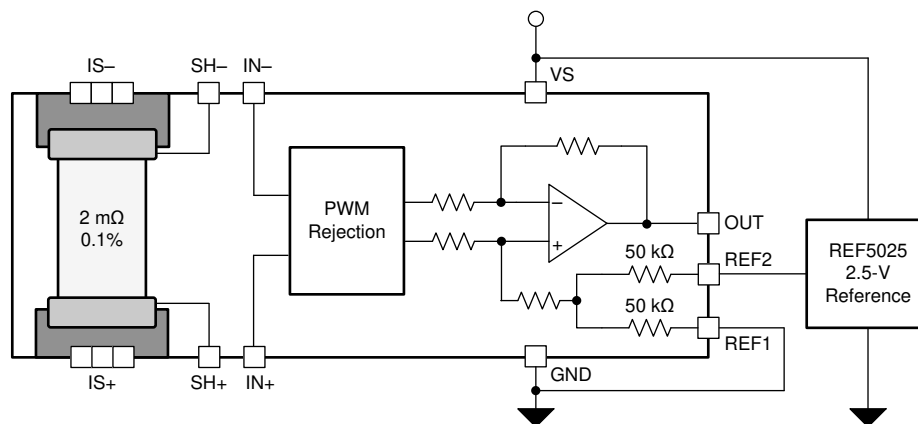 IS–
SH–
IN–
VS
2 mΩ
0.1%
PWM
Rejection
–
+
OUT
50 kΩ
REF2
50 kΩ
REF1
REF5025
2.5-V
Reference
IS+
SH+
IN+
GND